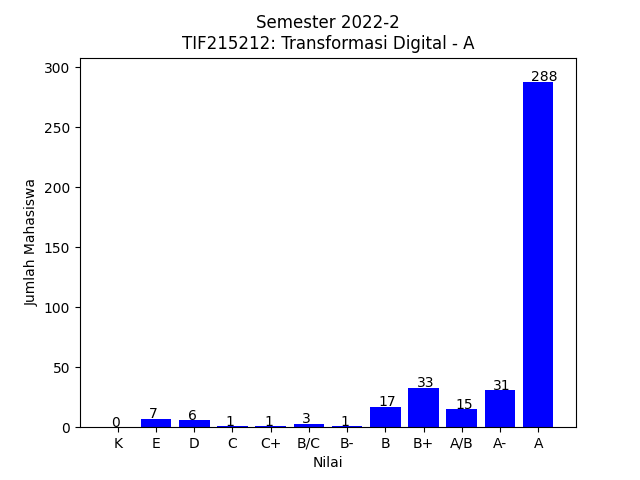 Semester 2022-2
TIF215212: Transformasi Digital - A
300
250
200
150
100
50
0
Jumlah Mahasiswa
0 7 6 1 1 3 1 17 33 15 31 288
K E D C C+ B/C B- B B+ A/B A- A
Nilai